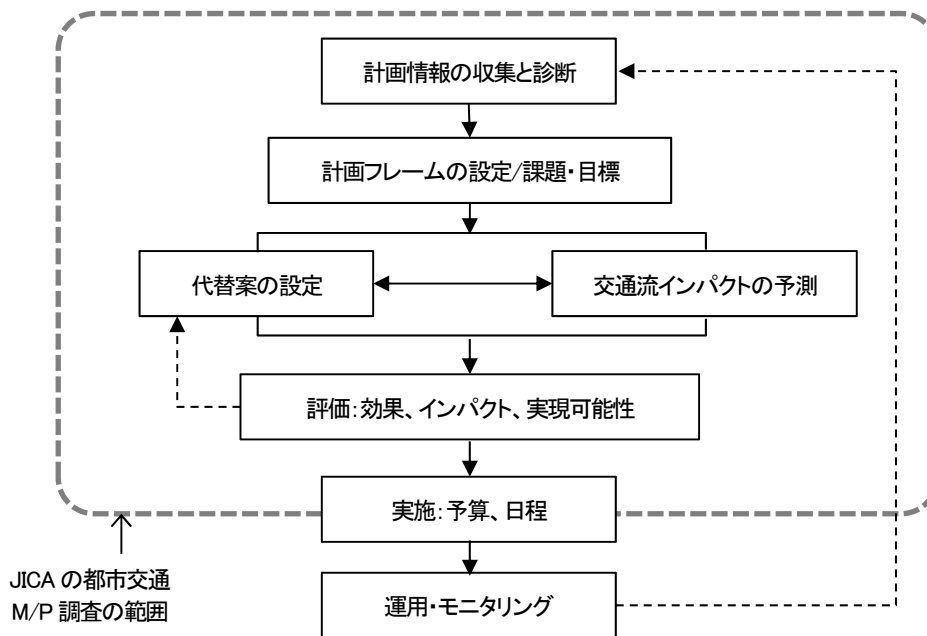 計画情報の収集と診断
計画フレームの設定/課題・目標
代替案の設定
交通流インパクトの予測
評価:効果、インパクト、実現可能性
実施:予算、日程
JICA の都市交通
M/P 調査の範囲
運用・モニタリング